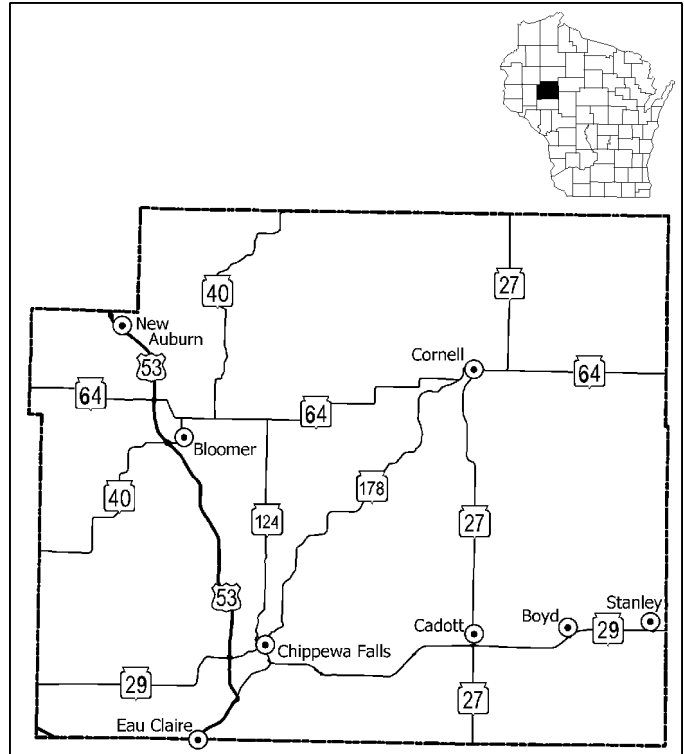 27
40
New
Auburn
53
Cornell
64
64
64
Bloomer
178
40
124
27
53
Stanley
Cadott
Boyd
29
Chippewa Falls
29
27
Eau Claire